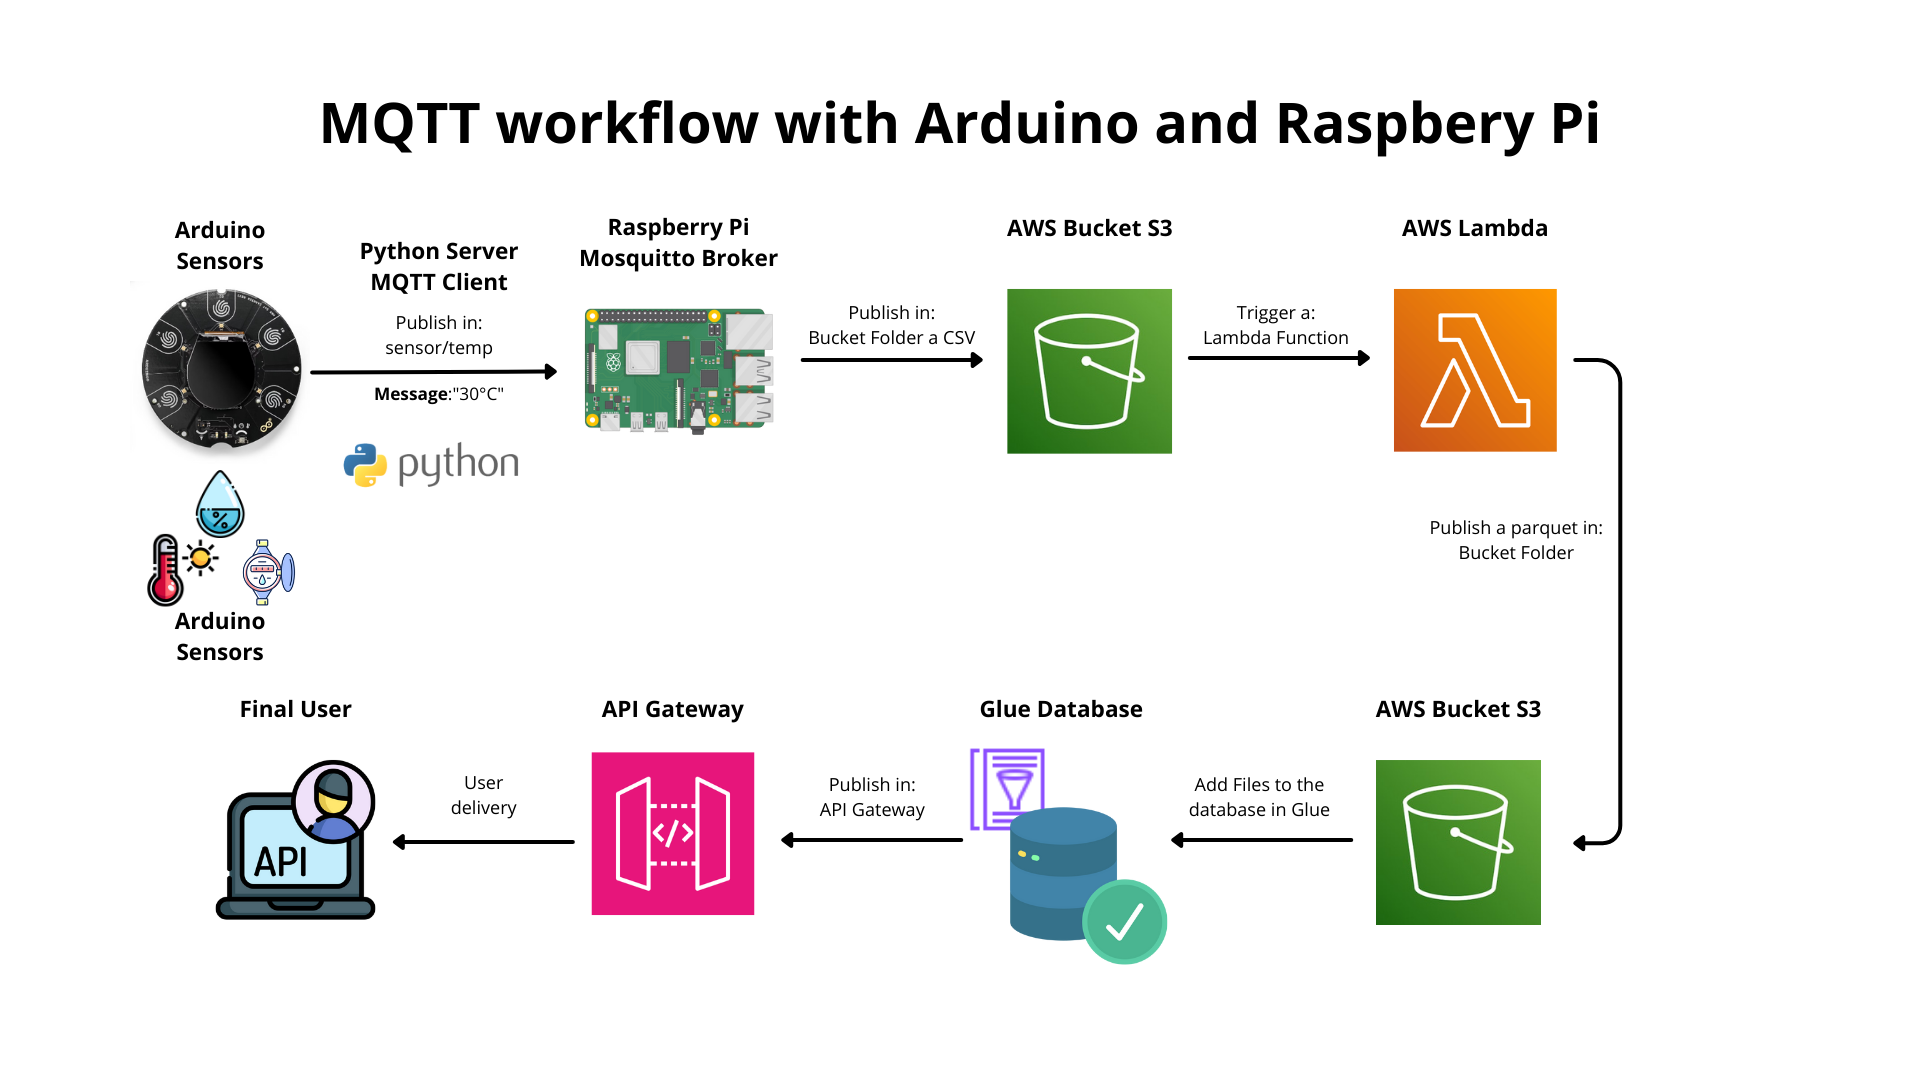 MQTT workflow with Arduino and Raspbery Pi
Arduino
Sensors
Python Server
MQTT Client
Publish in:
sensor/temp
Message:"30°C"
python
Raspberry Pi
Mosquitto Broker
Publish in:
Bucket Folder a CSV
AWS Bucket S3
Trigger a:
Lambda Function
AWS Lambda
Publish a parquet in:
Bucket Folder
Arduino
Sensors
Final User
API
User
delivery
API Gateway
</>
Publish in:
API Gateway
Glue Database
Add Files to the
database in Glue
AWS Bucket S3